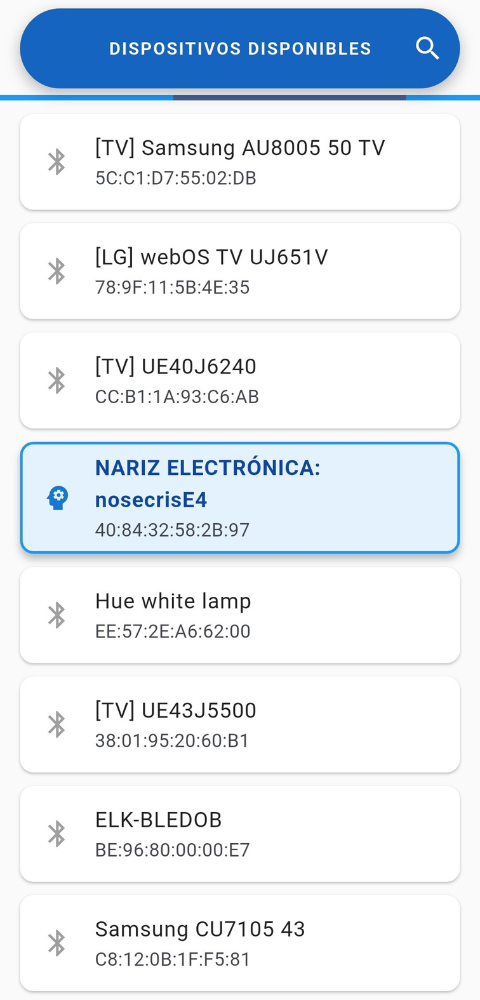 DISPOSITIVOS DISPONIBLES
[TV] Samsung AU8005 50 TV
5C:C1:D7:55:02:DB
[LG] webOS TV UJ651V
78:9F:11:5B:4E:35
[TV] UE40J6240
CC:B1:1A:93:C6:AB
NARIZ ELECTRÓNICA:
nosecrisE4
40:84:32:58:2B:97
Hue white lamp
EE:57:2E:A6:62:00
[TV] UE43J5500
38:01:95:20:60:B1
ELK-BLEDOB
BE:96:80:00:00:E7
Samsung CU7105 43
C8:12:0B:1F:F5:81